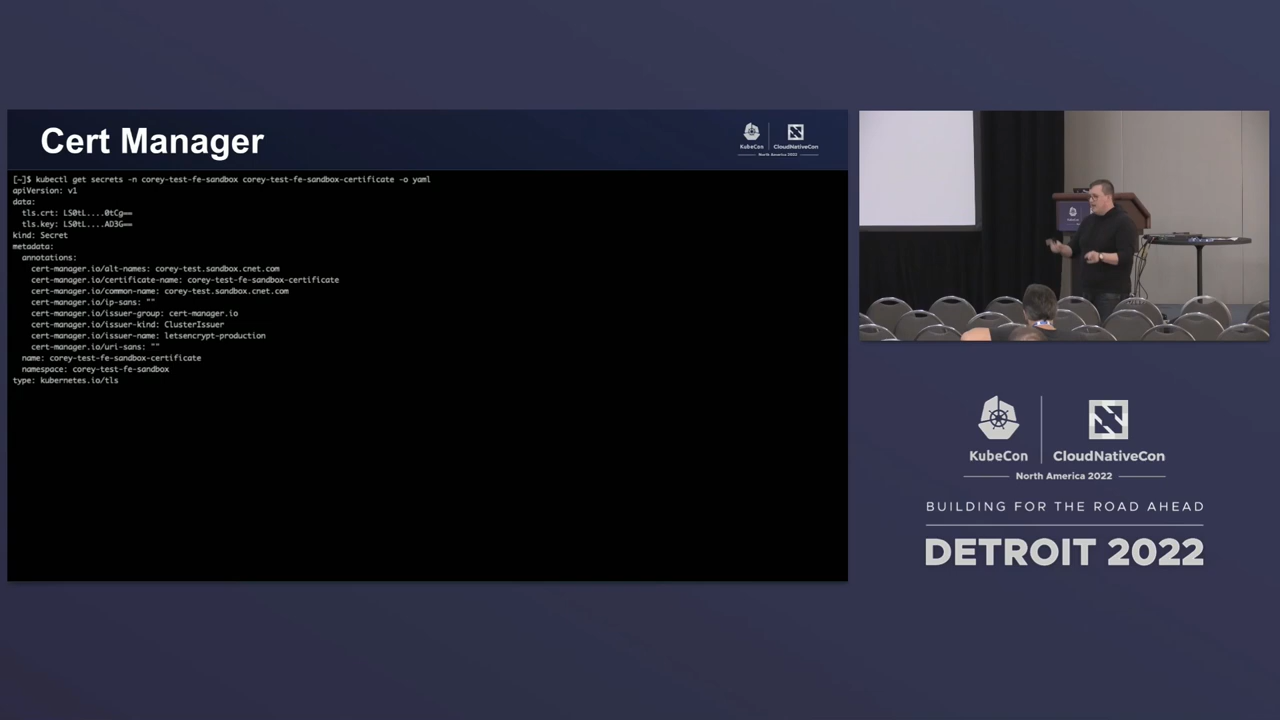 Cert Manager
KubeCon
CloudNativeCon
North America 2022
[~]$ kubectl get secrets -n corey-test-fe-sandbox corey-test-fe-sandbox-certificate -o yaml
apiVersion: v1
data:
  tls.crt: LS0tL....0tCg==
  tls.key: LS0tL....AD3G==
kind: Secret
metadata:
  annotations:
    cert-manager.io/alt-names: corey-test.sandbox.cnet.com
    cert-manager.io/certificate-name: corey-test-fe-sandbox-certificate
    cert-manager.io/common-name: corey-test.sandbox.cnet.com
    cert-manager.io/ip-sans: ""
    cert-manager.io/issuer-group: cert-manager.io
    cert-manager.io/issuer-kind: ClusterIssuer
    cert-manager.io/issuer-name: letsencrypt-production
    cert-manager.io/uri-sans: ""
  name: corey-test-fe-sandbox-certificate
  namespace: corey-test-fe-sandbox
type: kubernetes.io/tls
KubeCon
CloudNativeCon
North America 2022
BUILDING FOR THE ROAD AHEAD
DETROIT 2022